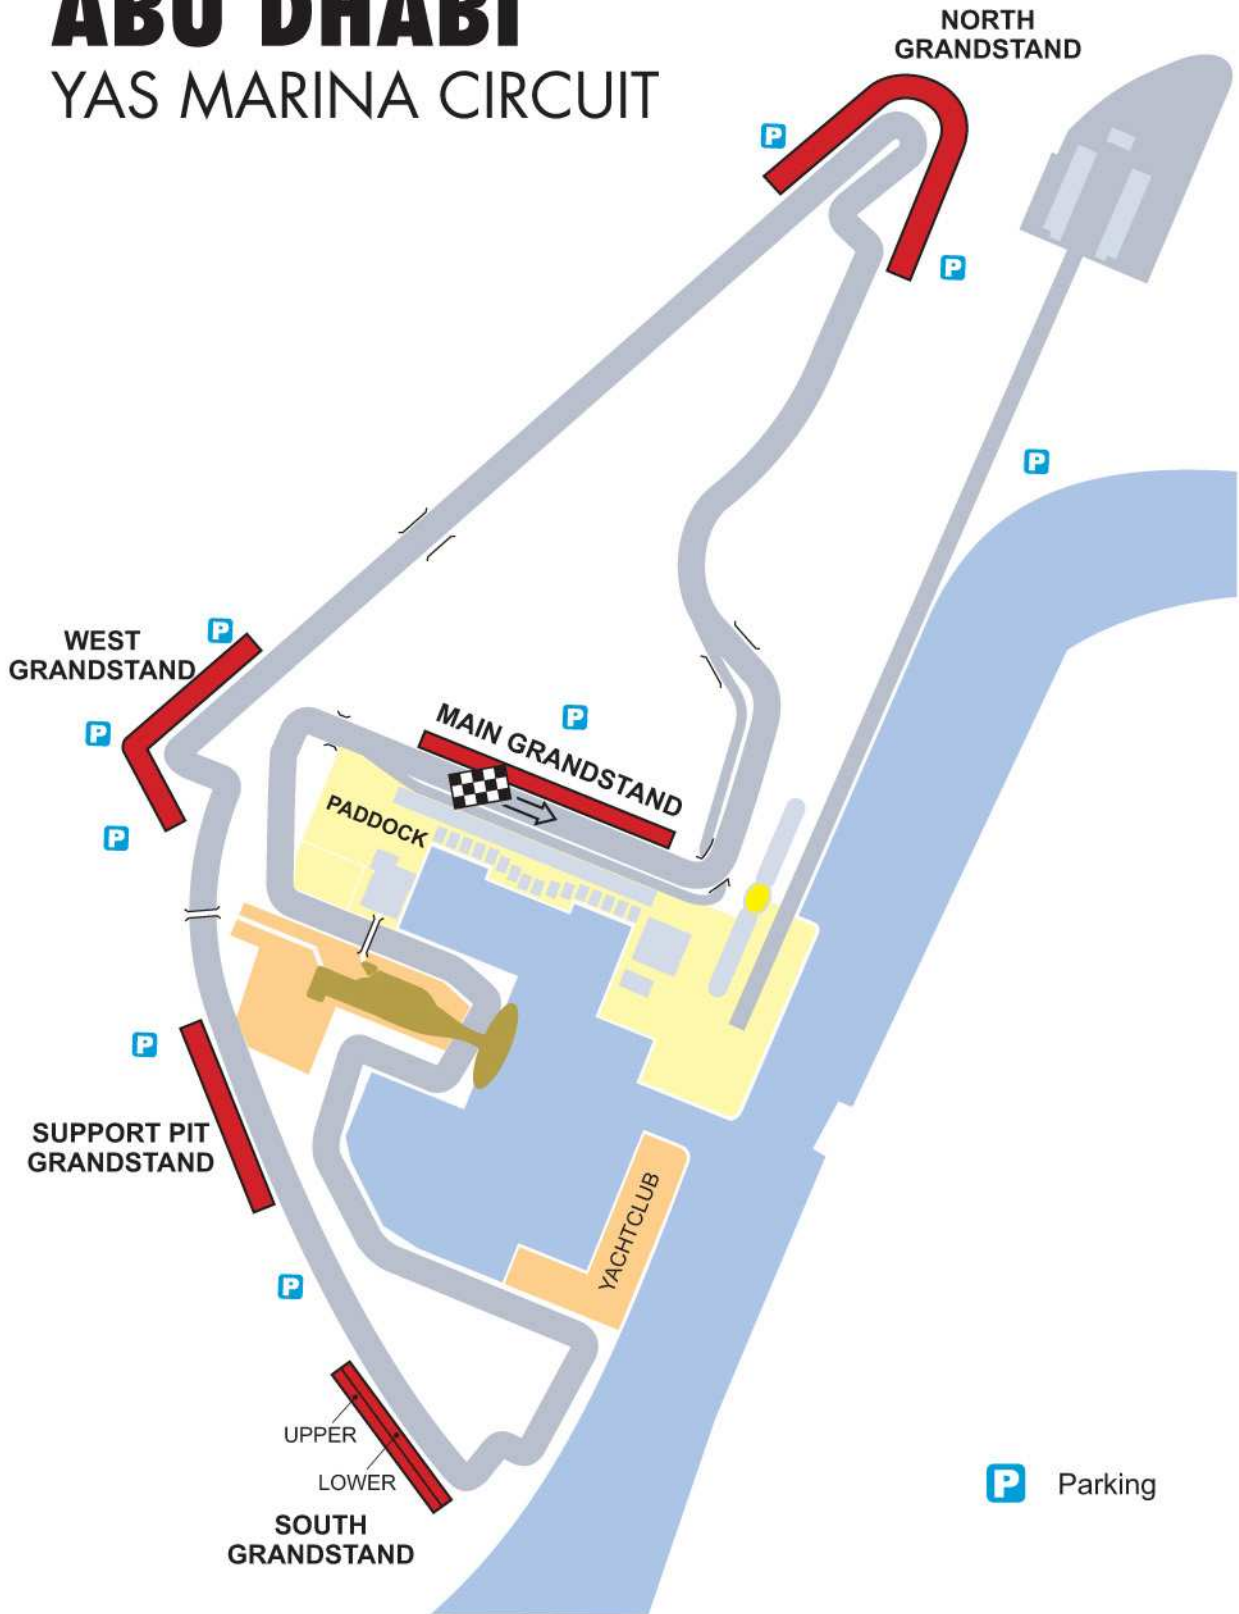 ABU DHABI
YAS MARINA CIRCUIT
NORTH
GRANDSTAND
P
P
P
WEST
GRANDSTAND
P
P
P
P
MAIN GRANDSTAND
PADDOCK
P
SUPPORT PIT
GRANDSTAND
YACHTCLUB
P
UPPER
LOWER
SOUTH
GRANDSTAND
P Parking